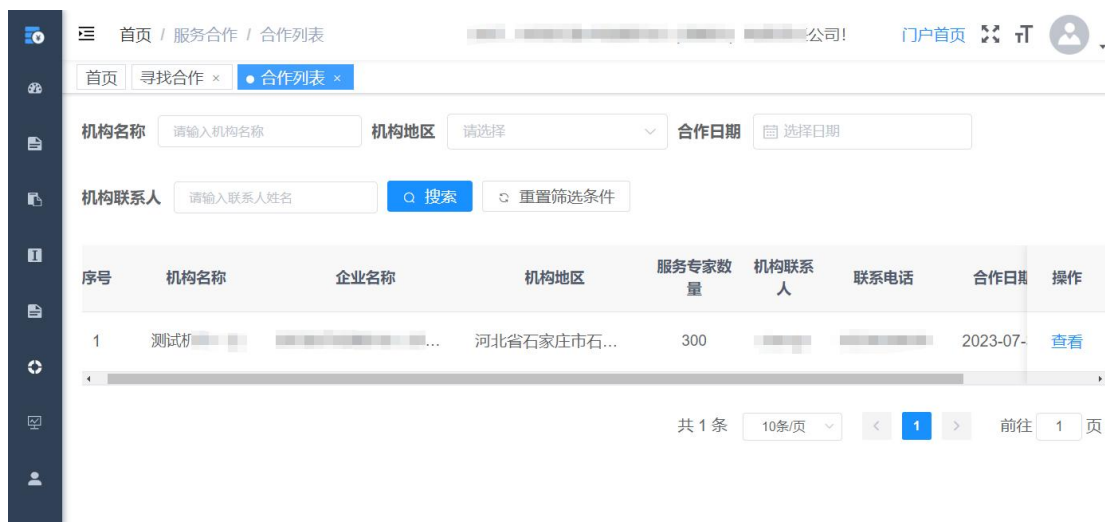 首页 / 服务合作 / 合作列表 公司! 门户首页
首页 寻找合作 × 合作列表 ×
机构名称 请输入机构名称 机构地区 请选择 合作日期 选择日期
机构联系人 请输入联系人姓名 搜索 重置筛选条件
序号 机构名称 企业名称 机构地区 服务专家数量 机构联系人 联系电话 合作日期 操作
1 测试机 ... 河北省石家庄市石... 300 2023-07- 查看
共 1 条 10条/页 < 1 > 前往 1 页